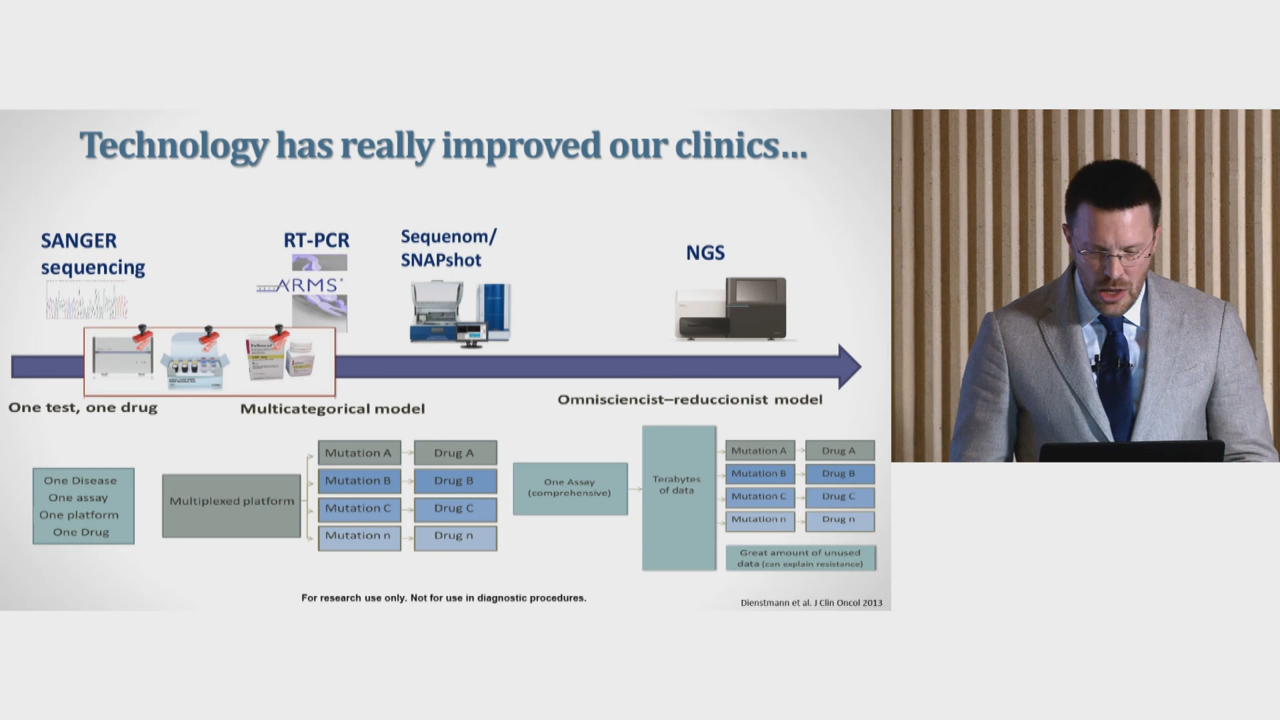 Technology has really improved our clinics...
SANGER
sequencing
RT-PCR
ARMS
Sequenom/
SNAPshot
NGS
One test, one drug
Multicategorical model
Omnisciencist–reduccionist model
One Disease
One assay
One platform
One Drug
Multiplexed platform
Mutation A
Drug A
Mutation B
Drug B
Mutation C
Drug C
Mutation n
Drug n
One Assay
(comprehensive)
Terabytes
of data
Mutation A
Drug A
Mutation B
Drug B
Mutation C
Drug C
Mutation n
Drug n
Great amount of unused
data (can explain resistance)
For research use only. Not for use in diagnostic procedures.
Dienstmann et al. J Clin Oncol 2013